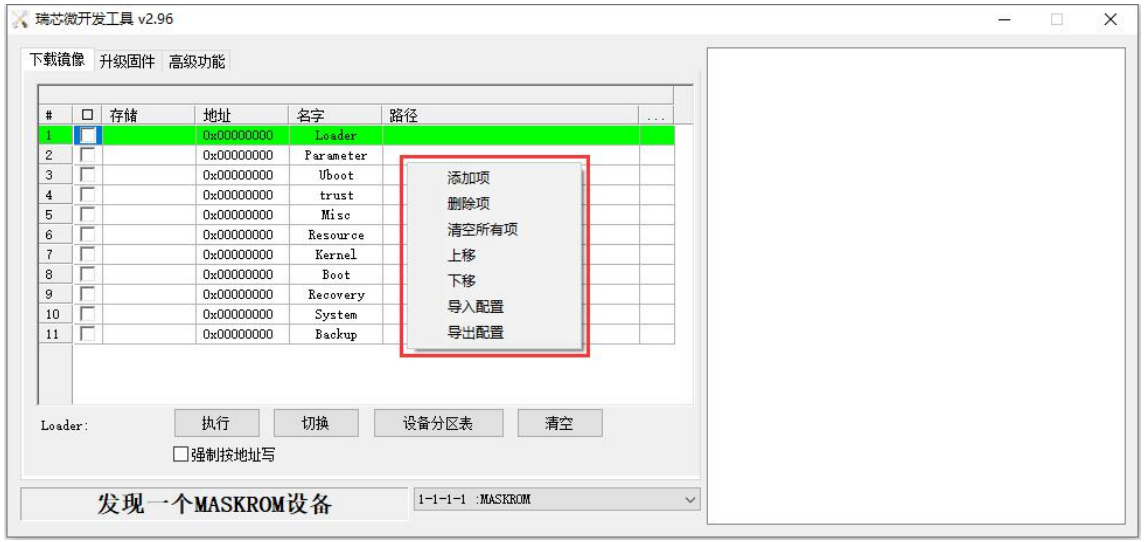 瑞芯微开发工具 v2.96
下载镜像 升级固件 高级功能
# 存储 地址 名字 路径 ...
1 0x00000000 Loader
2 0x00000000 Parameter
3 0x00000000 Uboot
4 0x00000000 trust
5 0x00000000 Misc
6 0x00000000 Resource
7 0x00000000 Kernel
8 0x00000000 Boot
9 0x00000000 Recovery
10 0x00000000 System
11 0x00000000 Backup
添加项
删除项
清空所有项
上移
下移
导入配置
导出配置
Loader: 执行 切换 设备分区表 清空
强制按地址写
发现一个MASKROM设备 1-1-1-1 :MASKROM